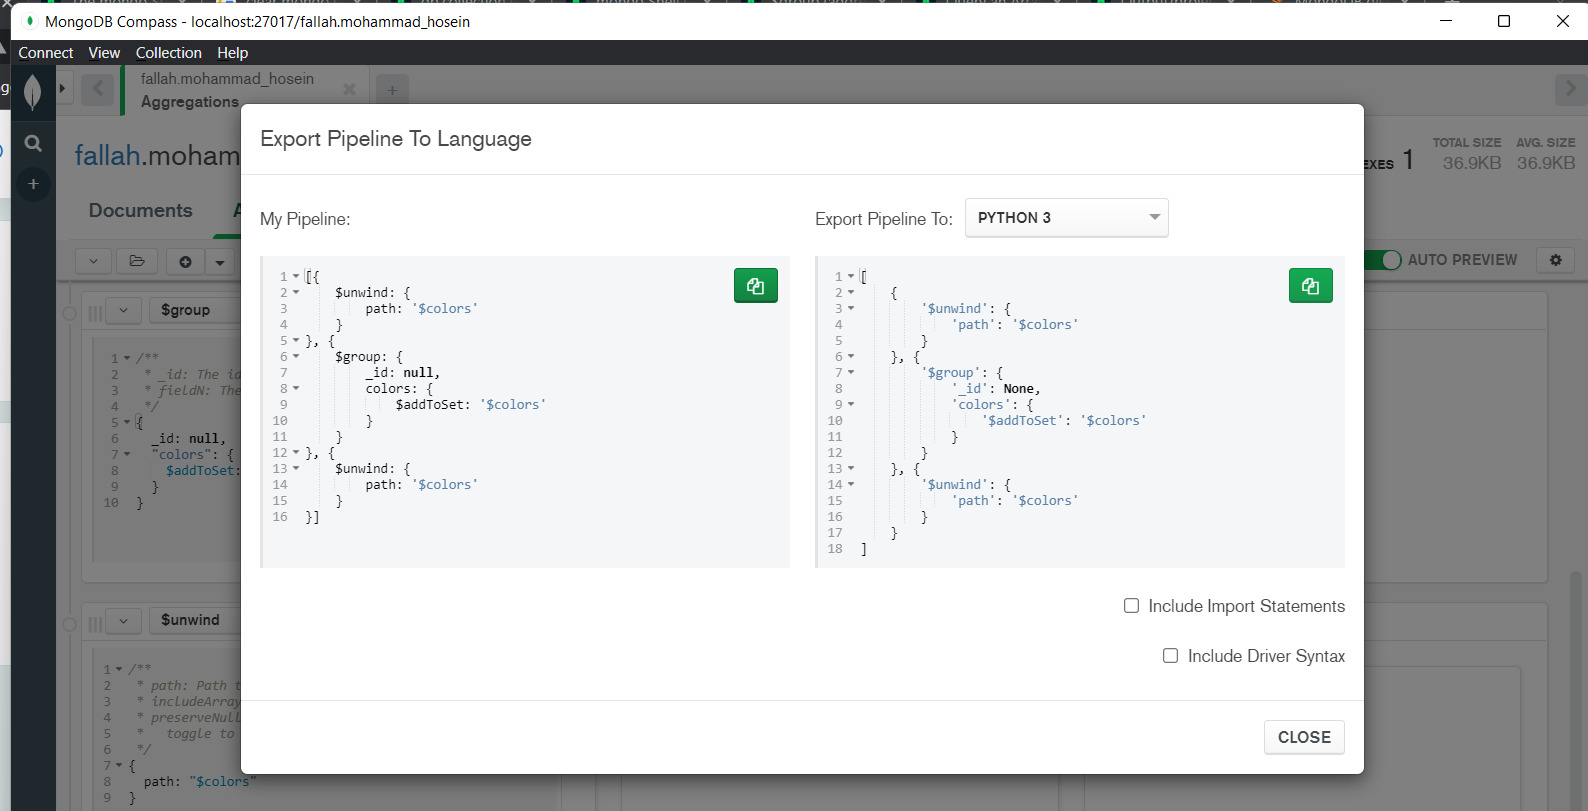 MongoDB Compass - localhost:27017/fallah.mohammad_hosein
Connect View Collection Help
fallah.mohammad_hosein
Aggregations
fallah.moham
EXES 1
TOTAL SIZE
36.9KB
AVG. SIZE
36.9KB
Documents
AUTO PREVIEW
$group
1 /**
2 * _id: The id
3 * fieldN: The
4 */
5 {
6 _id: null,
7 "colors": {
8 $addToSet:
9 }
10 }
$unwind
1 /**
2 * path: Path t
3 * includeArray
4 * preserveNull
5 * toggle to
6 */
7 {
8 path: "$colors"
9 }
Export Pipeline To Language
My Pipeline:
1 [{
2 $unwind: {
3 path: '$colors'
4 }
5 }, {
6 $group: {
7 _id: null,
8 colors: {
9 $addToSet: '$colors'
10 }
11 }
12 }, {
13 $unwind: {
14 path: '$colors'
15 }
16 }]
Export Pipeline To: PYTHON 3
1 [
2 {
3 '$unwind': {
4 'path': '$colors'
5 }
6 }, {
7 '$group': {
8 '_id': None,
9 'colors': {
10 '$addToSet': '$colors'
11 }
12 }
13 }, {
14 '$unwind': {
15 'path': '$colors'
16 }
17 }
18 ]
Include Import Statements
Include Driver Syntax
CLOSE